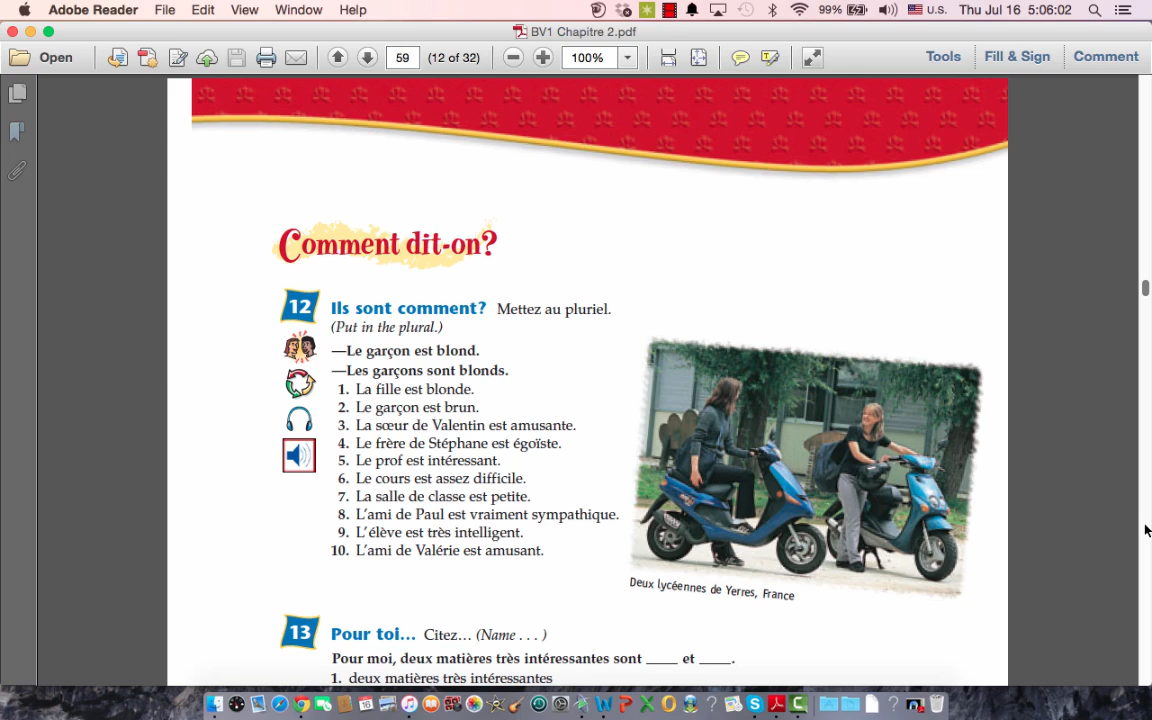 Adobe Reader File Edit View Window Help 99% U.S. Thu Jul 16 5:06:02
BV1 Chapitre 2.pdf
Open 59 (12 of 32) 100% Tools Fill & Sign Comment
Comment dit-on?
12 Ils sont comment? Mettez au pluriel.
(Put in the plural.)
—Le garçon est blond.
—Les garçons sont blonds.
1. La fille est blonde.
2. Le garçon est brun.
3. La sœur de Valentin est amusante.
4. Le frère de Stéphane est égoïste.
5. Le prof est intéressant.
6. Le cours est assez difficile.
7. La salle de classe est petite.
8. L’ami de Paul est vraiment sympathique.
9. L’élève est très intelligent.
10. L’ami de Valérie est amusant.
Deux lycéennes de Yerres, France
13 Pour toi... Citez... (Name . . . )
Pour moi, deux matières très intéressantes sont ____ et ____.
1. deux matières très intéressantes